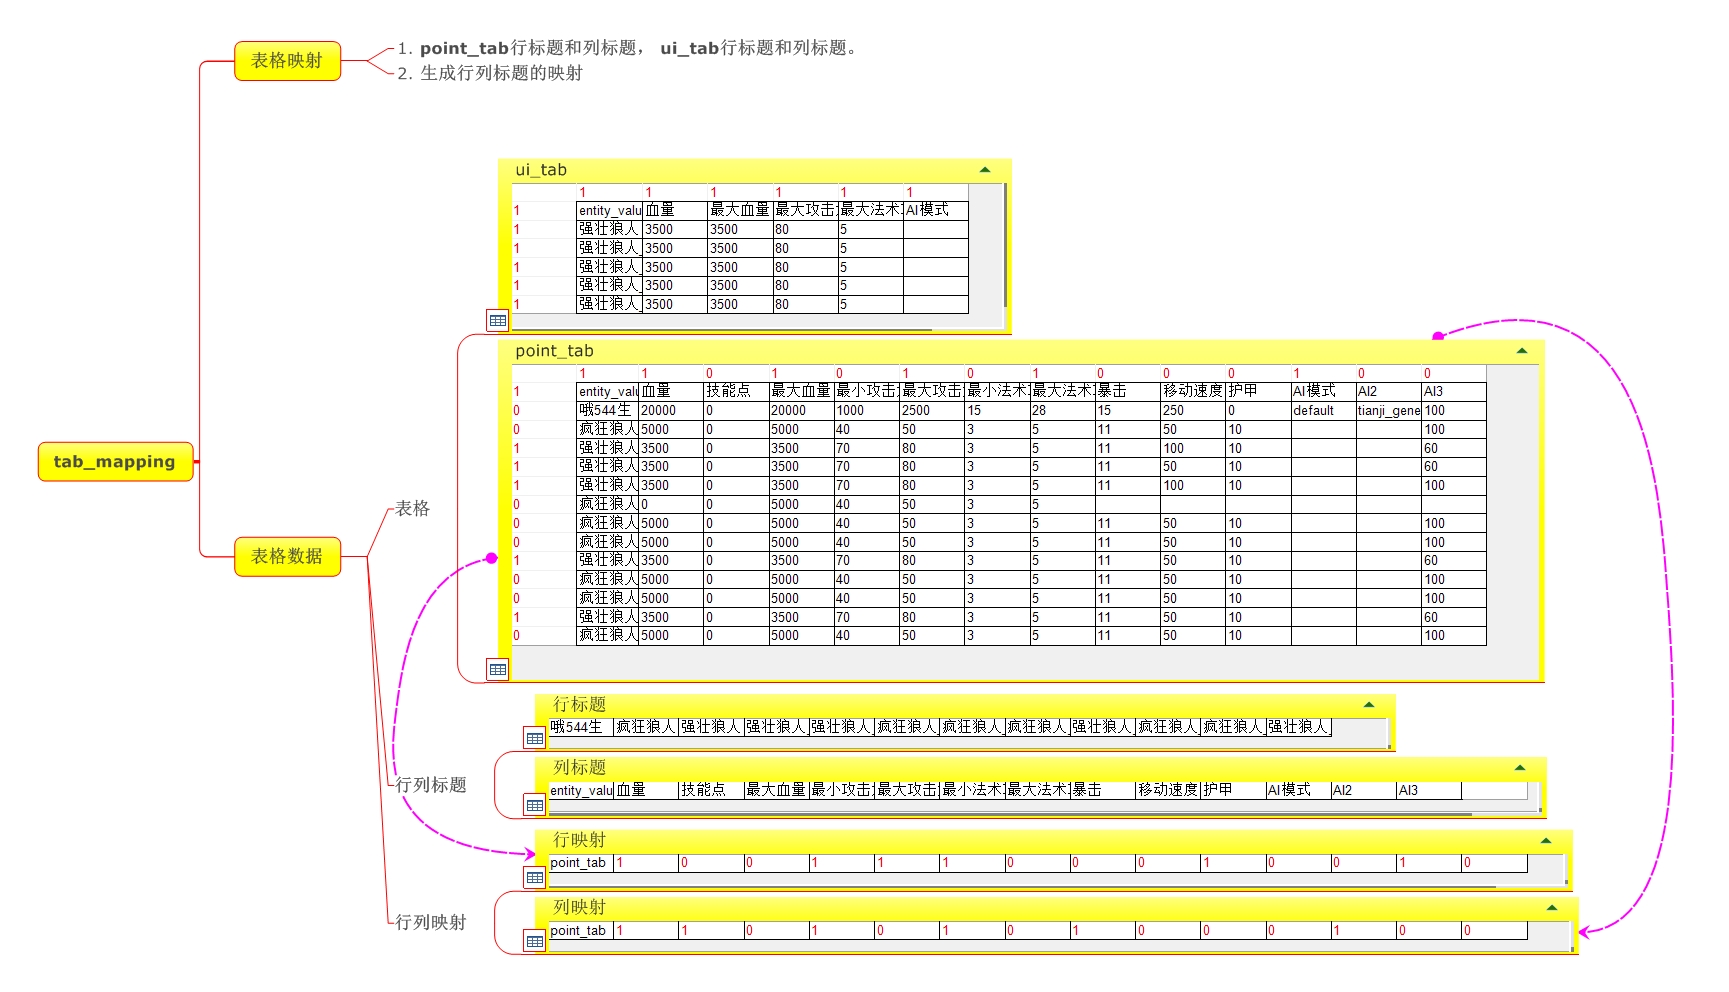 表格映射
1. point_tab行标题和列标题， ui_tab行标题和列标题。
2. 生成行列标题的映射
ui_tab
1 1 1 1 1 1
1 entity_valu 血量 最大血量 最大攻击 最大法术 AI模式
1 强壮狼人 3500 3500 80 5
1 强壮狼人 3500 3500 80 5
1 强壮狼人 3500 3500 80 5
1 强壮狼人 3500 3500 80 5
1 强壮狼人 3500 3500 80 5
point_tab
1 1 0 1 0 1 0 1 0 0 0 1 0 0
1 entity_valu 血量 技能点 最大血量 最小攻击 最大攻击 最小法术 最大法术 暴击 移动速度 护甲 AI模式 AI2 AI3
0 哦544生 20000 0 20000 1000 2500 15 28 15 250 0 default tianji_gene 100
0 疯狂狼人 5000 0 5000 40 50 3 5 11 50 10 100
1 强壮狼人 3500 0 3500 70 80 3 5 11 100 10 60
1 强壮狼人 3500 0 3500 70 80 3 5 11 50 10 60
1 强壮狼人 3500 0 3500 70 80 3 5 11 100 10 100
0 疯狂狼人 0 0 5000 40 50 3 5
0 疯狂狼人 5000 0 5000 40 50 3 5 11 50 10 100
0 疯狂狼人 5000 0 5000 40 50 3 5 11 50 10 100
1 强壮狼人 3500 0 3500 70 80 3 5 11 50 10 60
0 疯狂狼人 5000 0 5000 40 50 3 5 11 50 10 100
0 疯狂狼人 5000 0 5000 40 50 3 5 11 50 10 100
1 强壮狼人 3500 0 3500 70 80 3 5 11 50 10 60
0 疯狂狼人 5000 0 5000 40 50 3 5 11 50 10 100
tab_mapping
表格
表格数据
行标题
哦544生 疯狂狼人 强壮狼人 强壮狼人_ 强壮狼人_ 疯狂狼人_ 疯狂狼人_ 疯狂狼人_ 强壮狼人_ 疯狂狼人_ 疯狂狼人_ 强壮狼人_
列标题
行列标题
entity_valu 血量 技能点 最大血量 最小攻击 最大攻击 最小法术 最大法术 暴击 移动速度 护甲 AI模式 AI2 AI3
行映射
point_tab 1 0 0 1 1 1 0 0 0 1 0 0 1 0
列映射
行列映射
point_tab 1 1 0 1 0 1 0 1 0 0 0 1 0 0